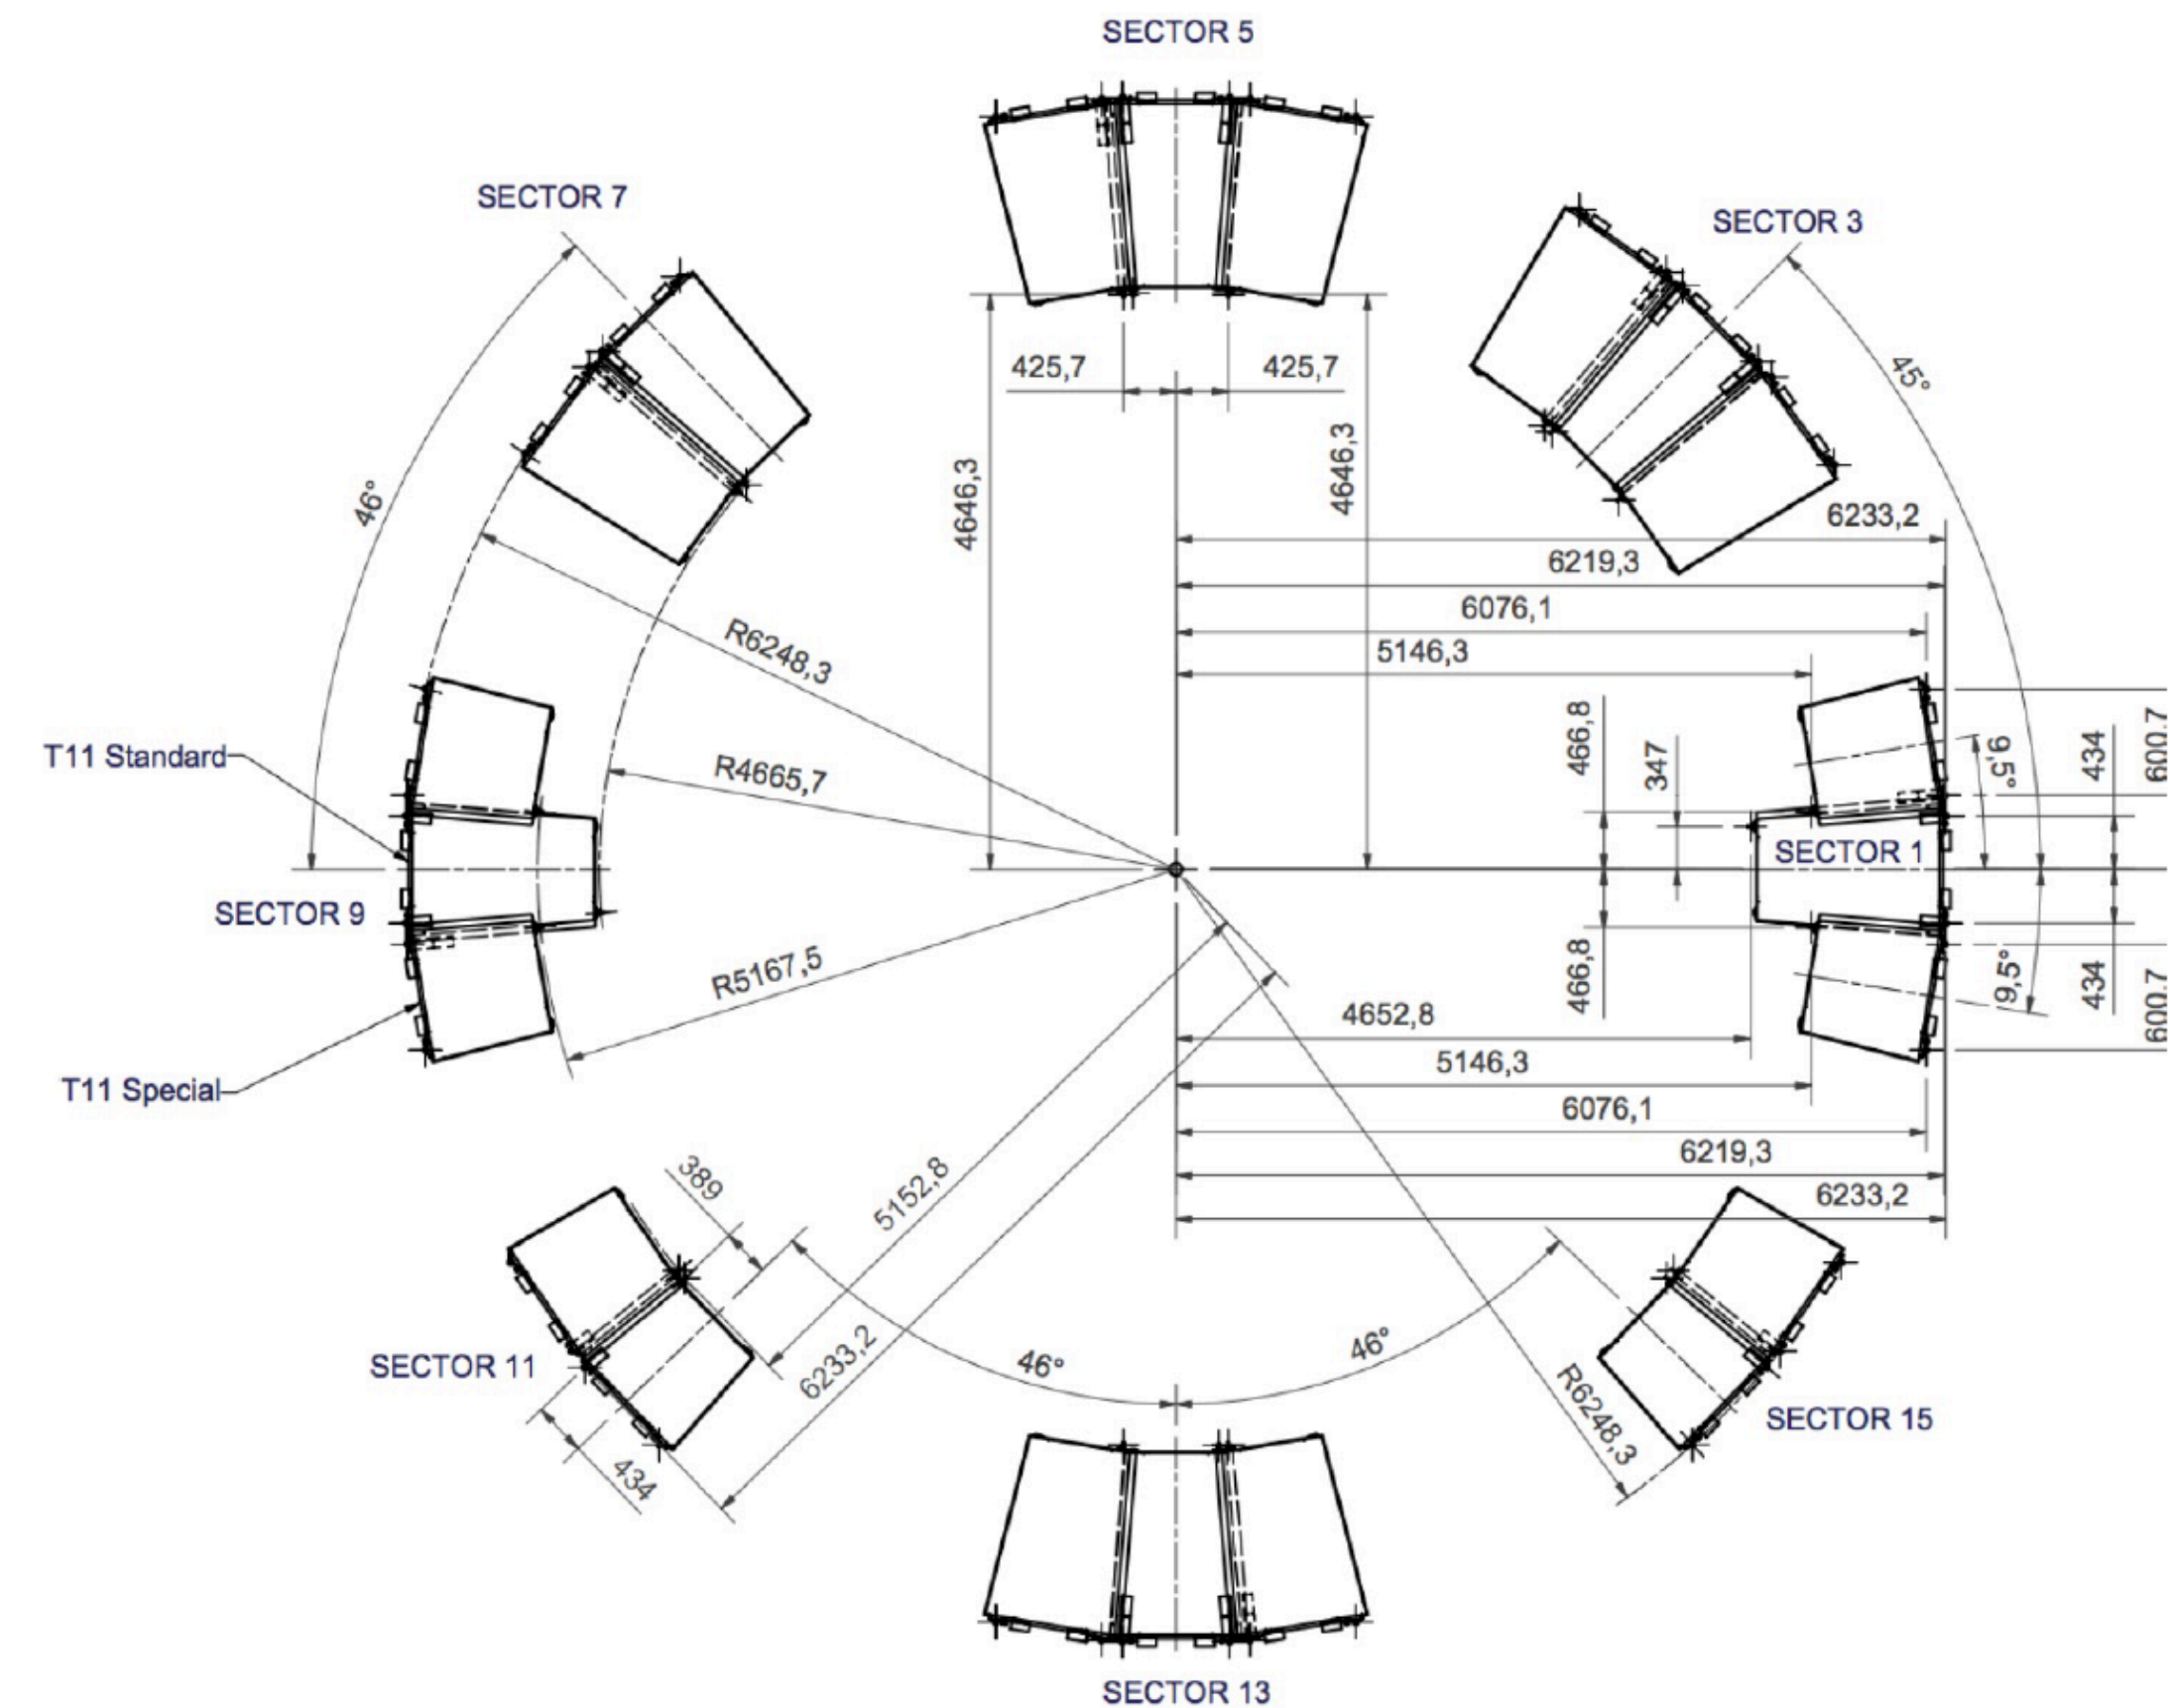 SECTOR 5
SECTOR 7
SECTOR 3
425,7
425,7
45°
46°
4646,3
4646,3
6233,2
6219,3
6076,1
5146,3
R6248,3
466,8
347
9,5°
434
600,7
T11 Standard
R4665,7
SECTOR 1
SECTOR 9
R5167,5
466,8
9,5°
434
600,7
4652,8
5146,3
T11 Special
6076,1
6219,3
6233,2
389
5152,8
6233,2
46°
46°
SECTOR 11
R6248,3
SECTOR 15
434
SECTOR 13